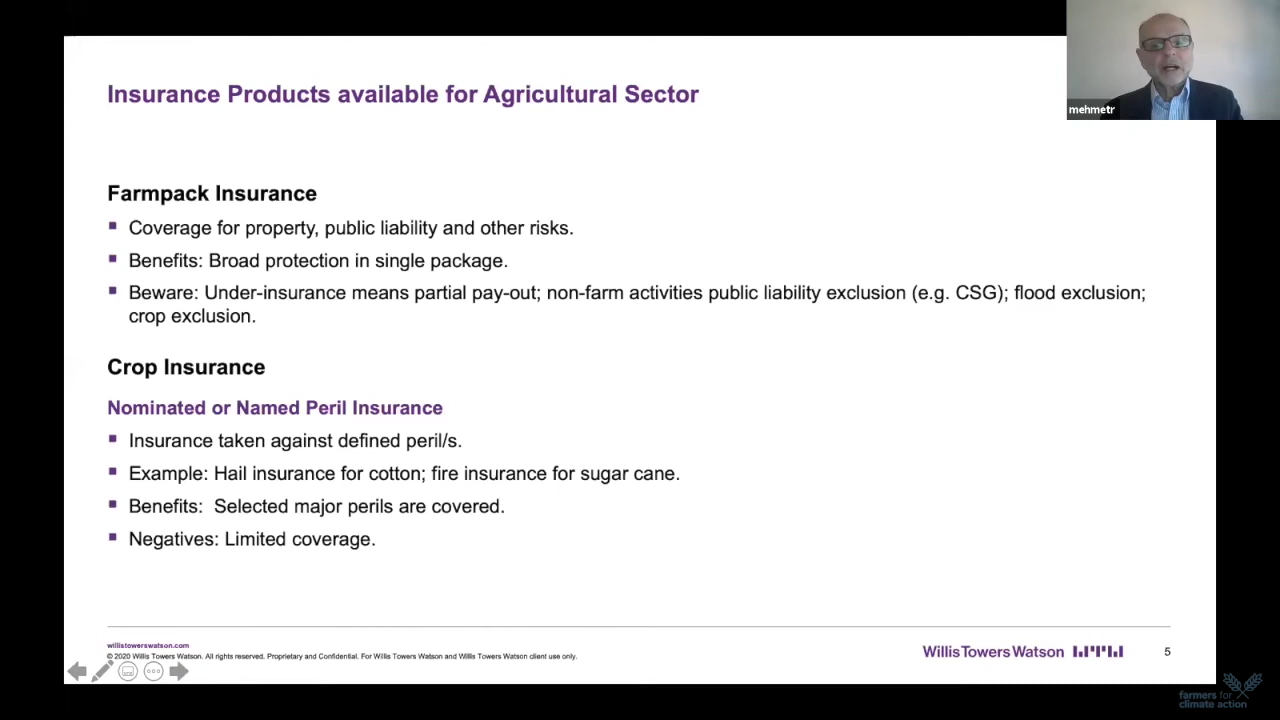 Insurance Products available for Agricultural Sector
mehmetr
Farmpack Insurance
Coverage for property, public liability and other risks.
Benefits: Broad protection in single package.
Beware: Under-insurance means partial pay-out; non-farm activities public liability exclusion (e.g. CSG); flood exclusion;
crop exclusion.
Crop Insurance
Nominated or Named Peril Insurance
Insurance taken against defined peril/s.
Example: Hail insurance for cotton; fire insurance for sugar cane.
Benefits:  Selected major perils are covered.
Negatives: Limited coverage.
willistowerswatson.com
© 2020 Willis Towers Watson. All rights reserved. Proprietary and Confidential. For Willis Towers Watson and Willis Towers Watson client use only.
Willis Towers Watson
5
farmers for
climate action